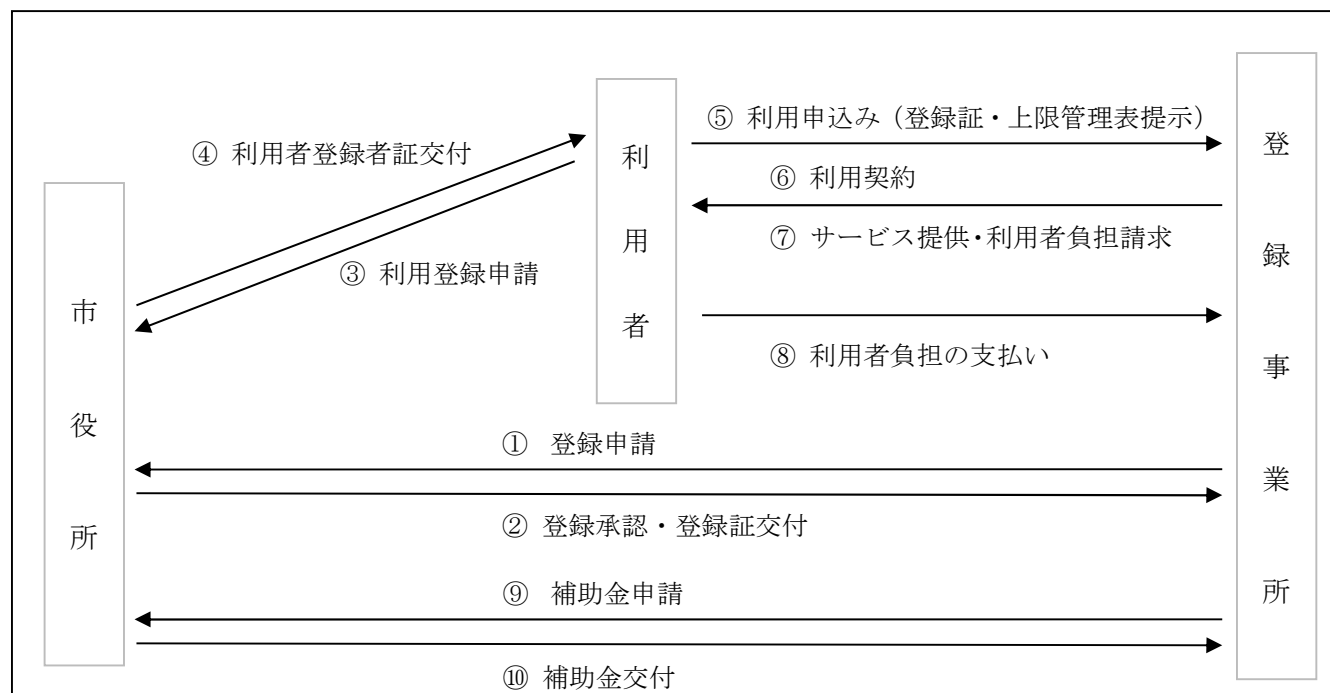 ⑤ 利用申込み（登録証・上限管理表提示）
④ 利用者登録者証交付
⑥ 利用契約
⑦ サービス提供・利用者負担請求
③ 利用登録申請
⑧ 利用者負担の支払い
① 登録申請
② 登録承認・登録証交付
⑨ 補助金申請
⑩ 補助金交付
市役所
利用者
登録事業所